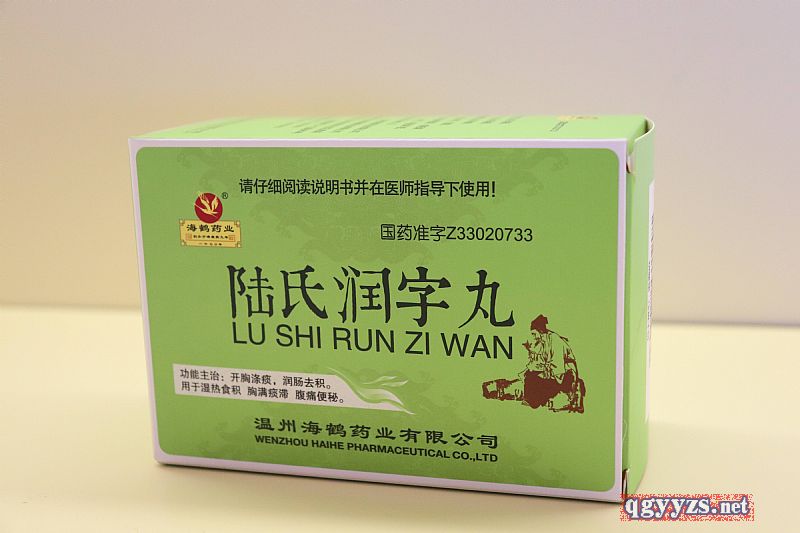 请仔细阅读说明书并在医师指导下使用！
®
海鹤药业
国药准字Z33020733
陆氏润字丸
LU SHI RUN ZI WAN
功能主治：开胸涤痰，润肠去积。
用于湿热食积 胸满痰滞 腹痛便秘。
温州海鹤药业有限公司
WENZHOU HAIHE PHARMACEUTICAL CO.,LTD
qgyyzs.net